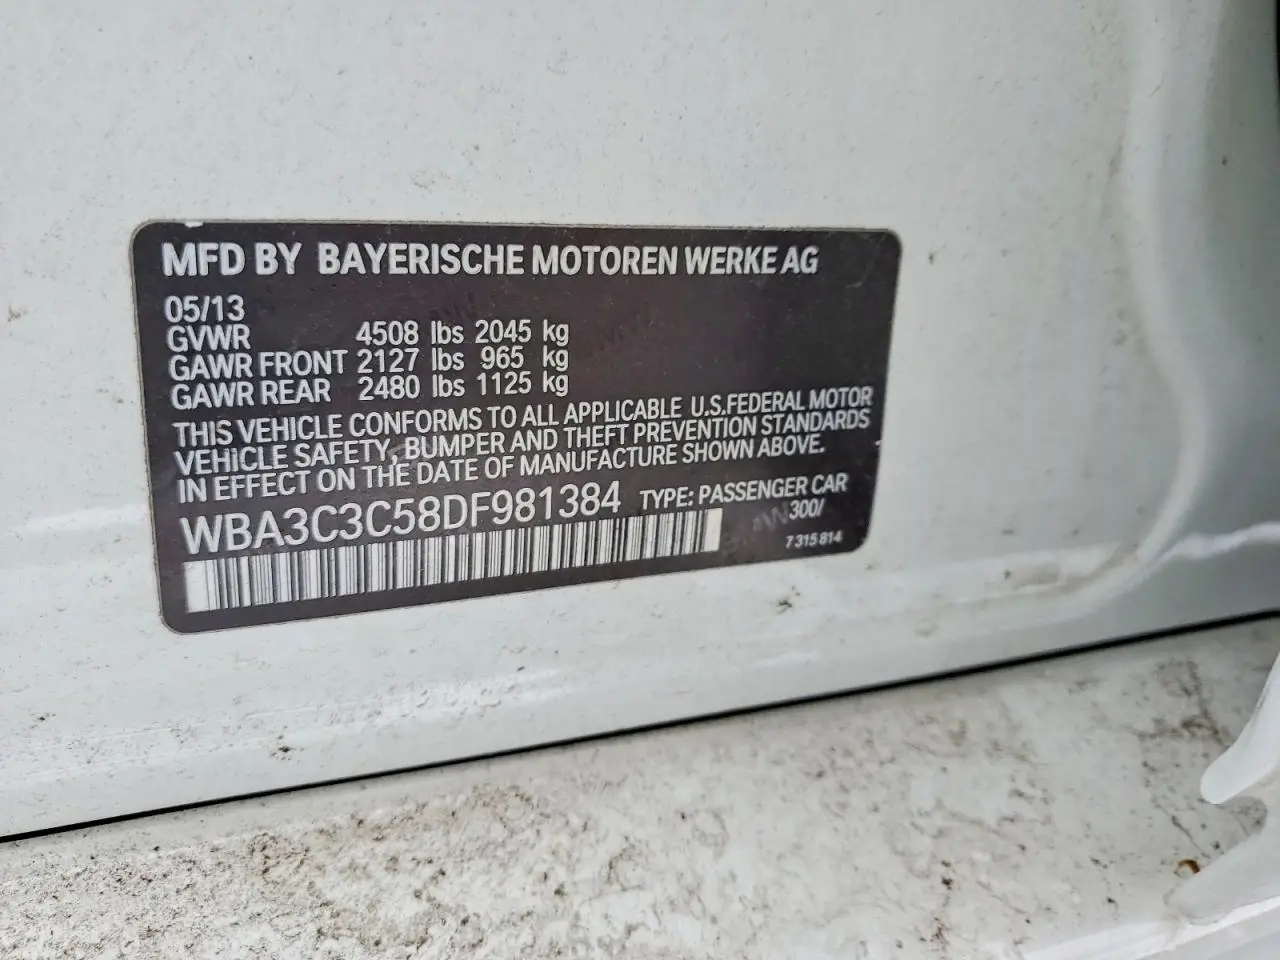 MFD BY BAYERISCHE MOTOREN WERKE AG
05/13
GVWR 4508 lbs 2045 kg
GAWR FRONT 2127 lbs 965 kg
GAWR REAR 2480 lbs 1125 kg
THIS VEHICLE CONFORMS TO ALL APPLICABLE U.S.FEDERAL MOTOR
VEHICLE SAFETY, BUMPER AND THEFT PREVENTION STANDARDS
IN EFFECT ON THE DATE OF MANUFACTURE SHOWN ABOVE.
WBA3C3C58DF981384 TYPE: PASSENGER CAR
300/
7 315 814